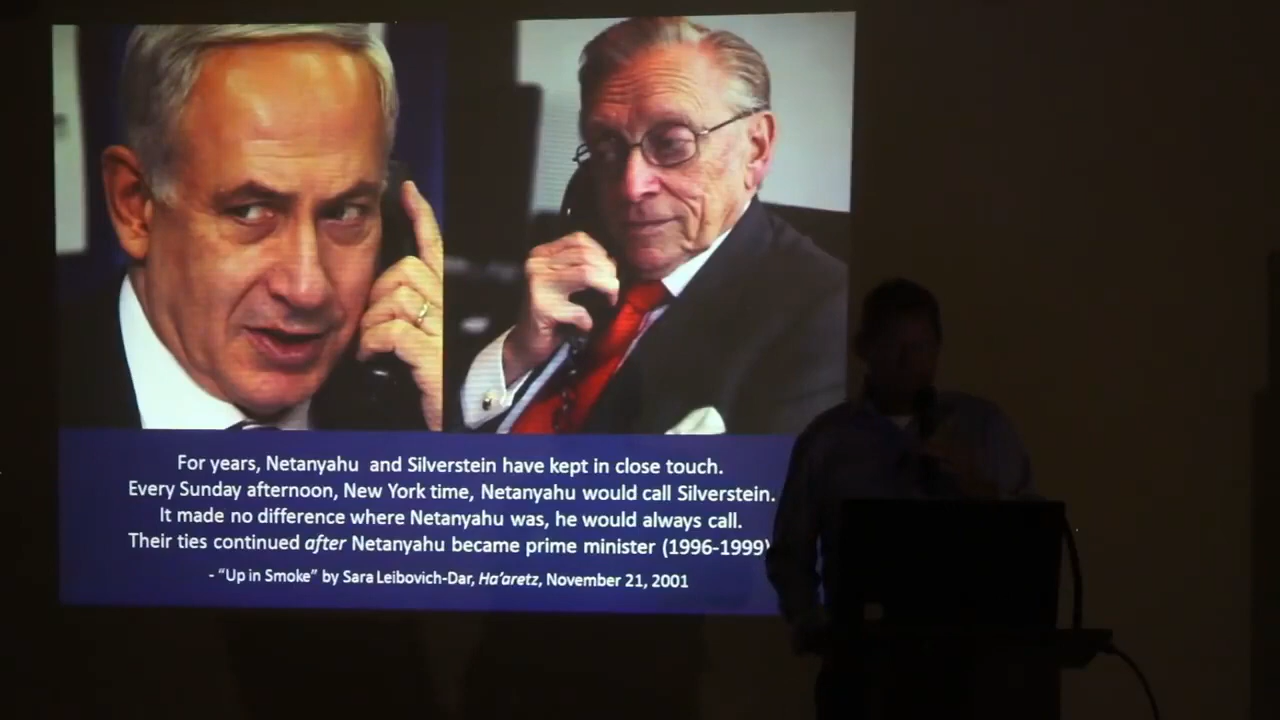 For years, Netanyahu and Silverstein have kept in close touch.
Every Sunday afternoon, New York time, Netanyahu would call Silverstein.
It made no difference where Netanyahu was, he would always call.
Their ties continued after Netanyahu became prime minister (1996-1999)
- “Up in Smoke” by Sara Leibovich-Dar, Ha’aretz, November 21, 2001